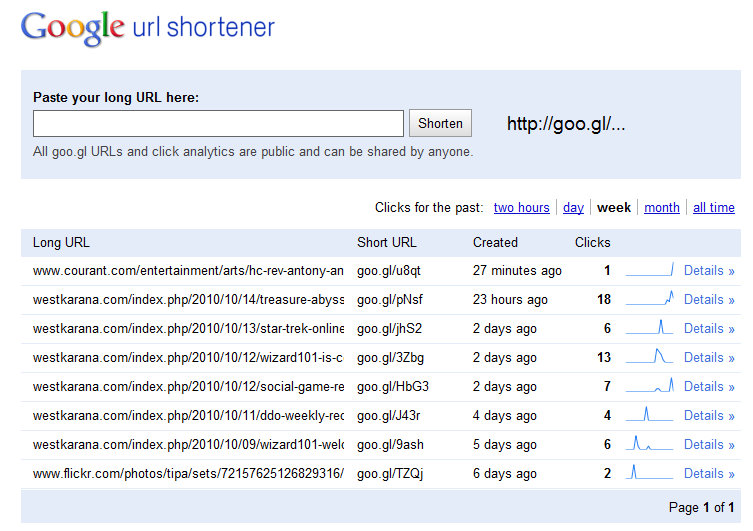 Google url shortener
Paste your long URL here:
Shorten
http://goo.gl/...
All goo.gl URLs and click analytics are public and can be shared by anyone.
Clicks for the past: two hours day week month all time
Long URL Short URL Created Clicks
www.courant.com/entertainment/arts/hc-rev-antony-an goo.gl/u8qt 27 minutes ago 1 Details »
westkarana.com/index.php/2010/10/14/treasure-abyss goo.gl/pNsf 23 hours ago 18 Details »
westkarana.com/index.php/2010/10/13/star-trek-online goo.gl/jhS2 2 days ago 6 Details »
westkarana.com/index.php/2010/10/12/wizard101-is-c goo.gl/3Zbg 2 days ago 13 Details »
westkarana.com/index.php/2010/10/12/social-game-re goo.gl/HbG3 2 days ago 7 Details »
westkarana.com/index.php/2010/10/11/ddo-weekly-rec goo.gl/J43r 4 days ago 4 Details »
westkarana.com/index.php/2010/10/09/wizard101-welc goo.gl/9ash 5 days ago 6 Details »
www.flickr.com/photos/tipa/sets/72157625126829316/ goo.gl/TZQj 6 days ago 2 Details »
Page 1 of 1